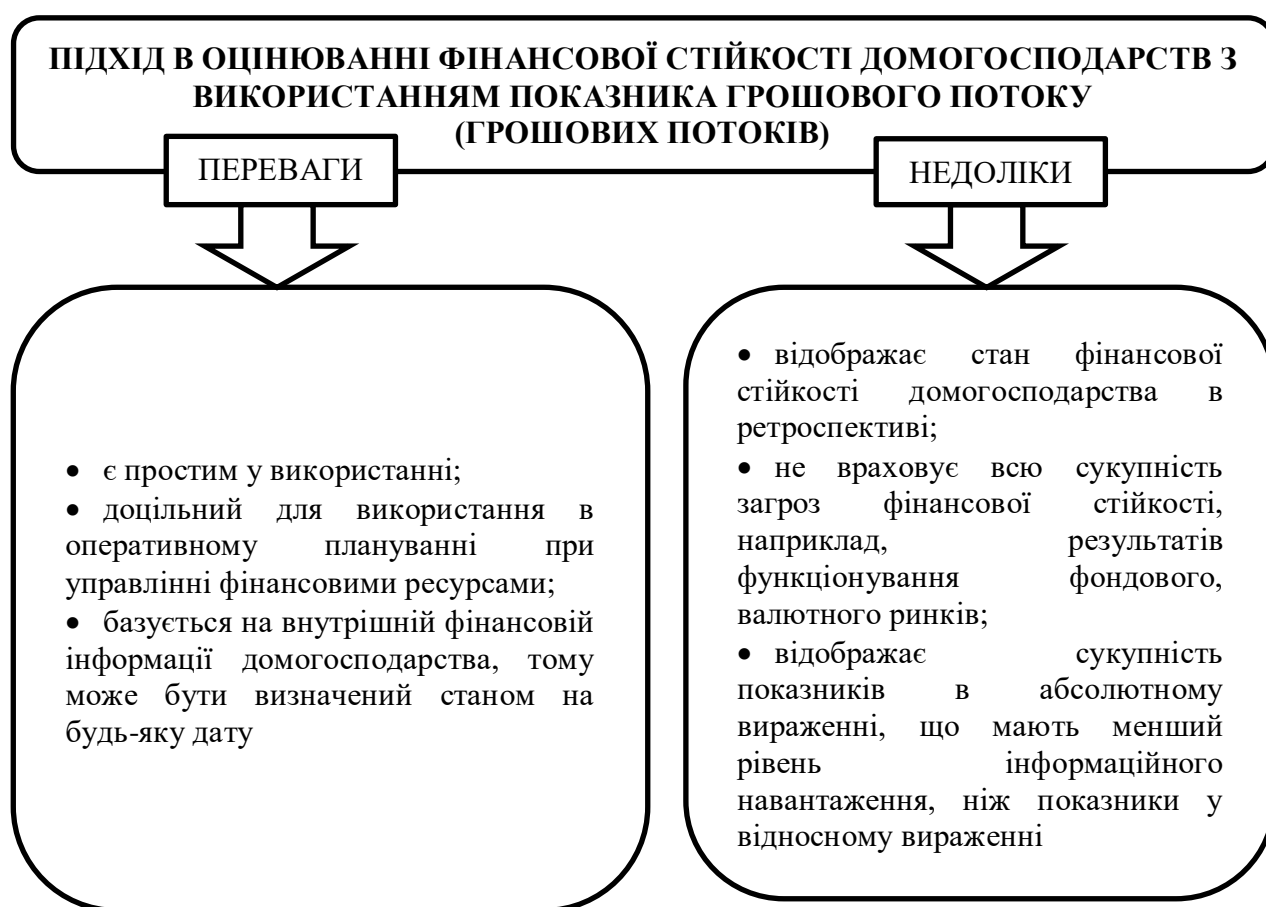 ПІДХІД В ОЦІНЮВАННІ ФІНАНСОВОЇ СТІЙКОСТІ ДОМОГОСПОДАРСТВ З
ВИКОРИСТАННЯМ ПОКАЗНИКА ГРОШОВОГО ПОТОКУ
(ГРОШОВИХ ПОТОКІВ)
ПЕРЕВАГИ
• є простим у використанні;
• доцільний для використання в
оперативному плануванні при
управлінні фінансовими ресурсами;
• базується на внутрішній фінансовій
інформації домогосподарства, тому
може бути визначений станом на
будь-яку дату
НЕДОЛІКИ
• відображає стан фінансової
стійкості домогосподарства в
ретроспективі;
• не враховує всю сукупність
загроз фінансової стійкості,
наприклад, результатів
функціонування фондового,
валютного ринків;
• відображає сукупність
показників в абсолютному
вираженні, що мають менший
рівень інформаційного
навантаження, ніж показники у
відносному вираженні